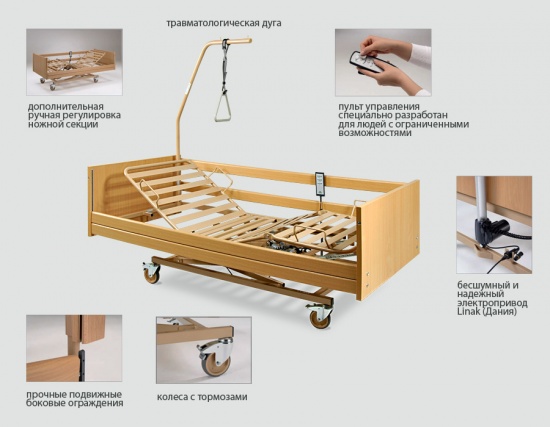 травматологическая дуга
дополнительная
ручная регулировка
ножной секции
пульт управления
специально разработан
для людей с ограниченными
возможностями
бесшумный и
надежный
электропривод
Linak (Дания)
прочные подвижные
боковые ограждения
колеса с тормозами